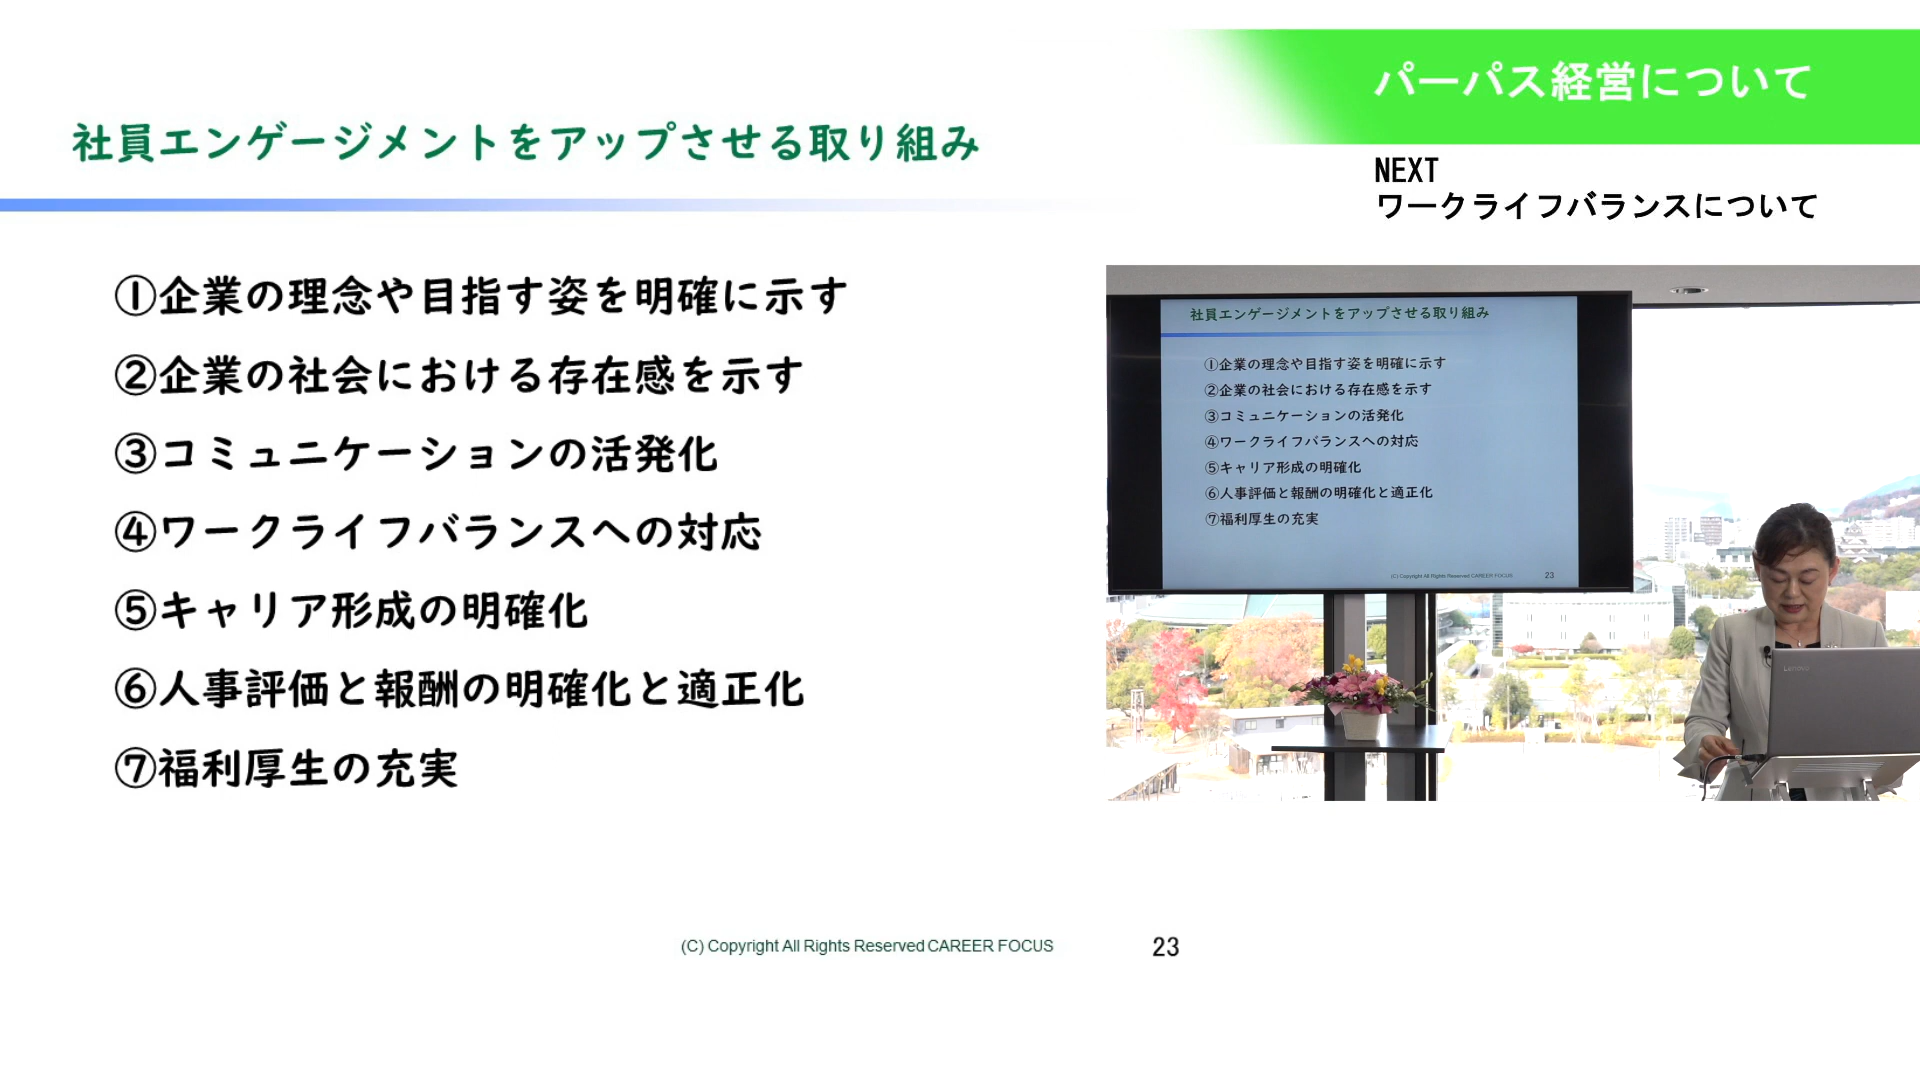 パーパス経営について
NEXT
ワークライフバランスについて
社員エンゲージメントをアップさせる取り組み
①企業の理念や目指す姿を明確に示す
②企業の社会における存在感を示す
③コミュニケーションの活発化
④ワークライフバランスへの対応
⑤キャリア形成の明確化
⑥人事評価と報酬の明確化と適正化
⑦福利厚生の充実
(C) Copyright All Rights Reserved CAREER FOCUS
23
社員エンゲージメントをアップさせる取り組み
①企業の理念や目指す姿を明確に示す
②企業の社会における存在感を示す
③コミュニケーションの活発化
④ワークライフバランスへの対応
⑤キャリア形成の明確化
⑥人事評価と報酬の明確化と適正化
⑦福利厚生の充実
(C) Copyright All Rights Reserved CAREER FOCUS
23
Lenovo